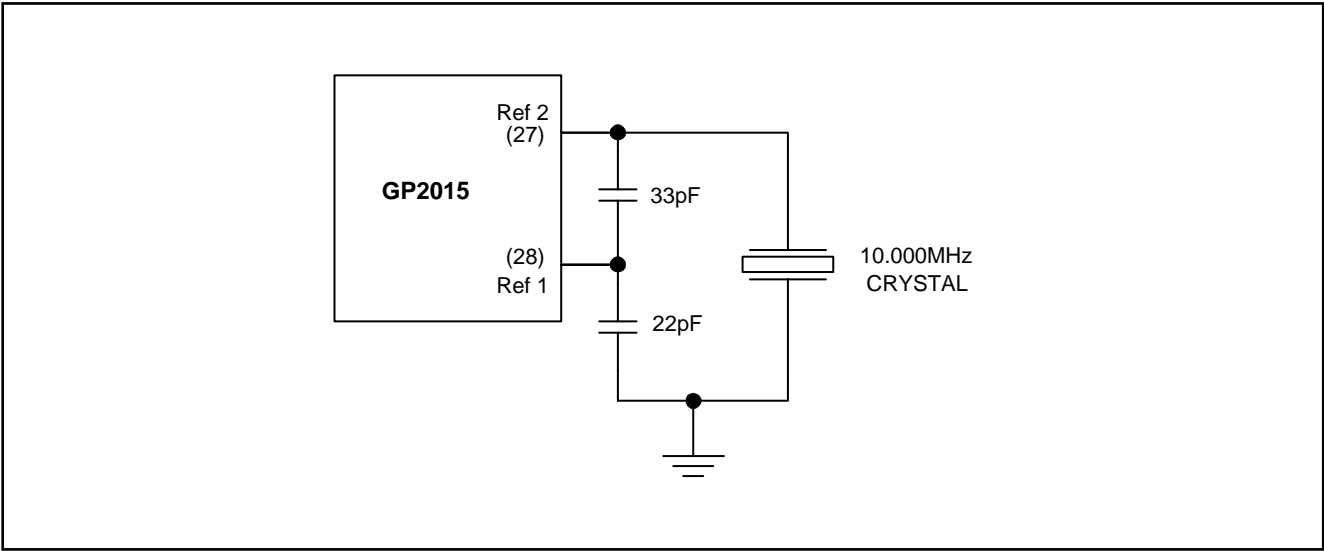 Ref 2
(27)
GP2015
33pF
(28)
Ref 1
10.000MHz
CRYSTAL
22pF